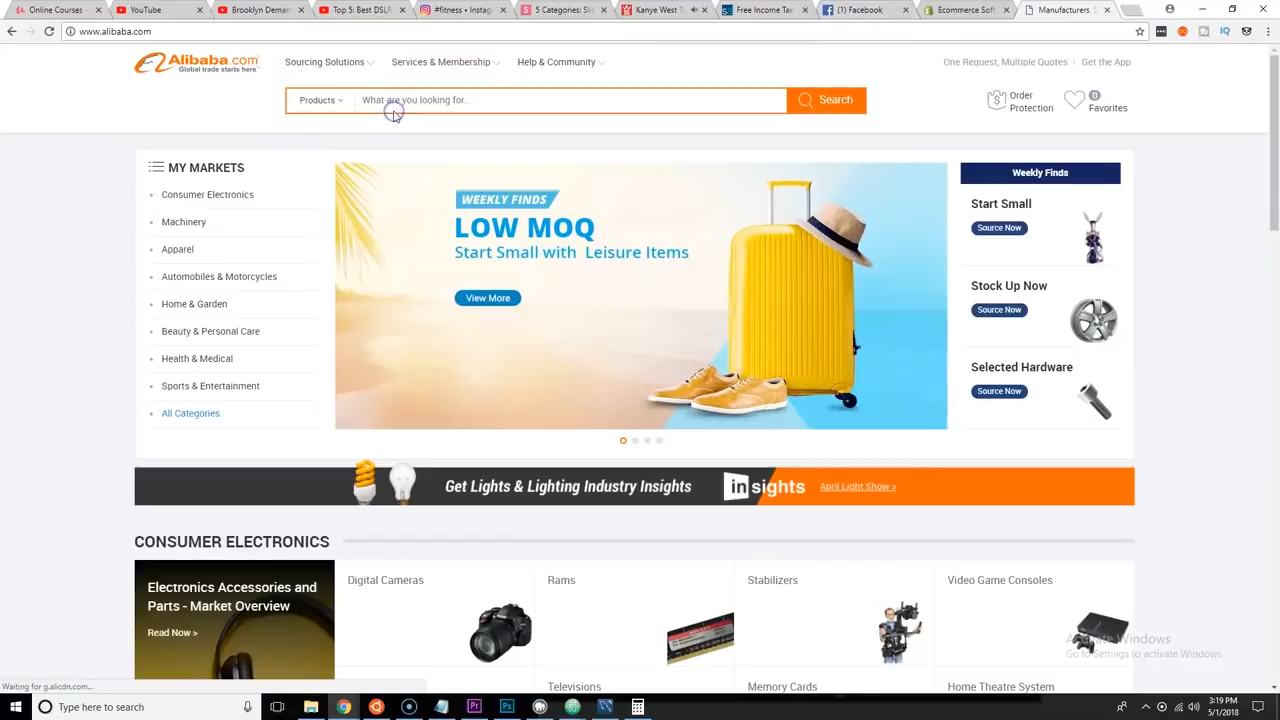 Online Courses -
YouTube
Brooklyn Deman
Top 5: Best DSLR
#fitness • Instag
5 Categories: Sli
Kanye West T
Free Income Tax
(1) Facebook
Ecommerce Soft
Manufacturers,
www.alibaba.com
IQ
Alibaba.com
Global trade starts here.™
Sourcing Solutions
Services & Membership
Help & Community
One Request, Multiple Quotes
Get the App
Products
What are you looking for...
Search
Order
Protection
0
Favorites
MY MARKETS
Consumer Electronics
Machinery
Apparel
Automobiles & Motorcycles
Home & Garden
Beauty & Personal Care
Health & Medical
Sports & Entertainment
All Categories
WEEKLY FINDS
LOW MOQ
Start Small with Leisure Items
View More
Weekly Finds
Start Small
Source Now
Stock Up Now
Source Now
Selected Hardware
Source Now
Get Lights & Lighting Industry Insights
insights
April Light Show »
CONSUMER ELECTRONICS
Electronics Accessories and
Parts - Market Overview
Read Now >
Digital Cameras
Rams
Stabilizers
Video Game Consoles
Televisions
Memory Cards
Home Theatre System
Activate Windows
Go to Settings to activate Windows.
Waiting for g.alicdn.com...
Type here to search
Pr
Ps
3:19 PM
5/1/2018